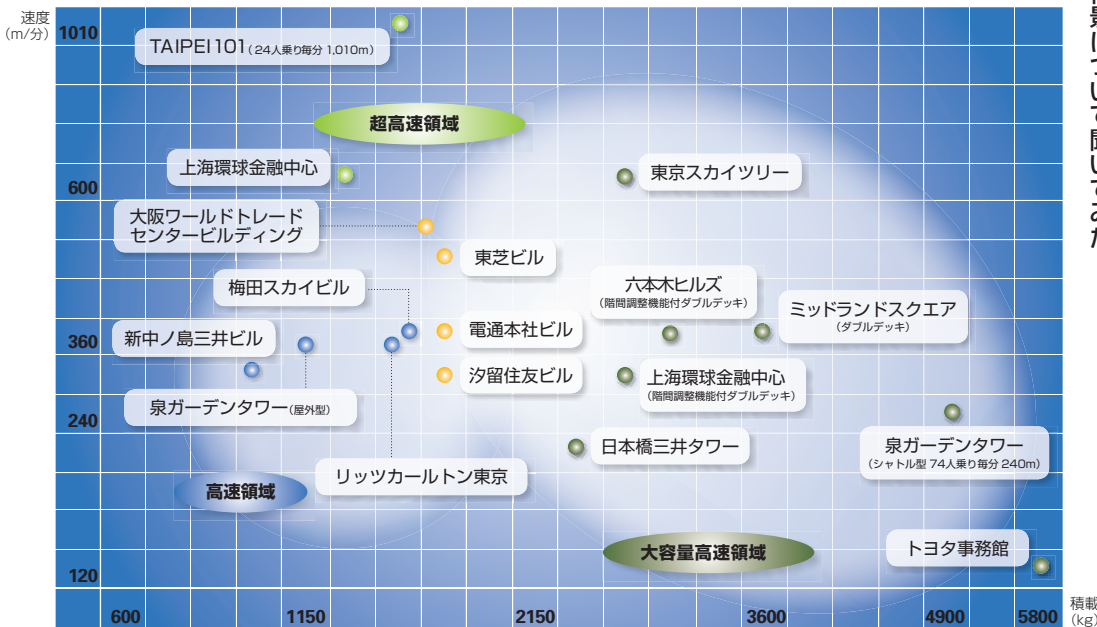 速度
(m/分)
1010
600
360
240
120
TAIPEI101(24人乗り毎分 1,010m)
超高速領域
上海環球金融中心
東京スカイツリー
大阪ワールドトレード
センタービルディング
東芝ビル
梅田スカイビル
六本木ヒルズ
(階間調整機能付ダブルデッキ)
ミッドランドスクエア
(ダブルデッキ)
新中ノ島三井ビル
電通本社ビル
汐留住友ビル
上海環球金融中心
(階間調整機能付ダブルデッキ)
泉ガーデンタワー(屋外型)
日本橋三井タワー
泉ガーデンタワー
(シャトル型 74人乗り毎分 240m)
リッツカールトン東京
高速領域
大容量高速領域
トヨタ事務館
600
1150
2150
3600
4900
5800
積載
(kg)
景について聞いてみた